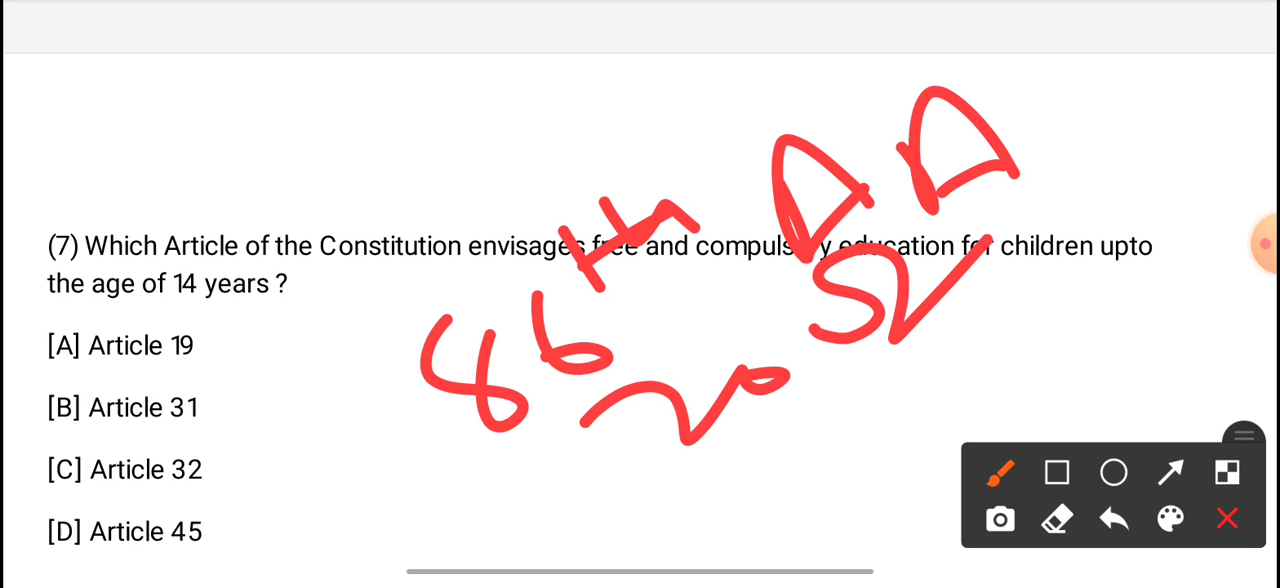 (7) Which Article of the Constitution envisages free and compulsory education for children upto
the age of 14 years ?
[A] Article 19
[B] Article 31
[C] Article 32
[D] Article 45
86th